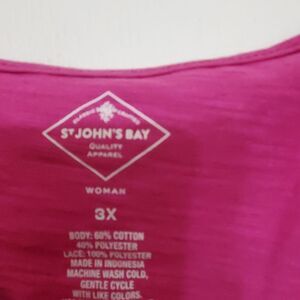 CLASSIC CRAFTED
ST JOHN'S BAY
QUALITY
APPAREL
WOMAN
3X
BODY: 60% COTTON
40% POLYESTER
LACE: 100% POLYESTER
MADE IN INDONESIA
MACHINE WASH COLD,
GENTLE CYCLE
WITH LIKE COLORS.